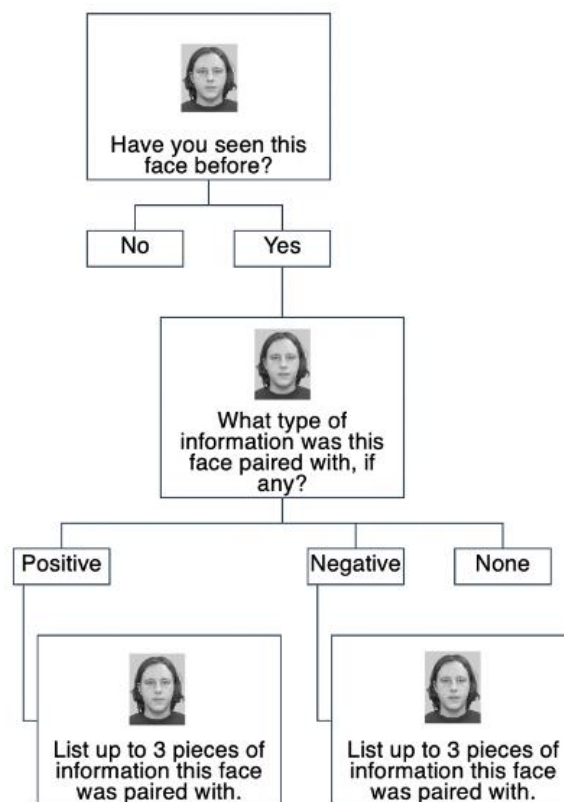 Have you seen this
face before?
No
Yes
What type of
information was this
face paired with, if
any?
Positive
Negative
None
List up to 3 pieces of
information this face
was paired with.
List up to 3 pieces of
information this face
was paired with.